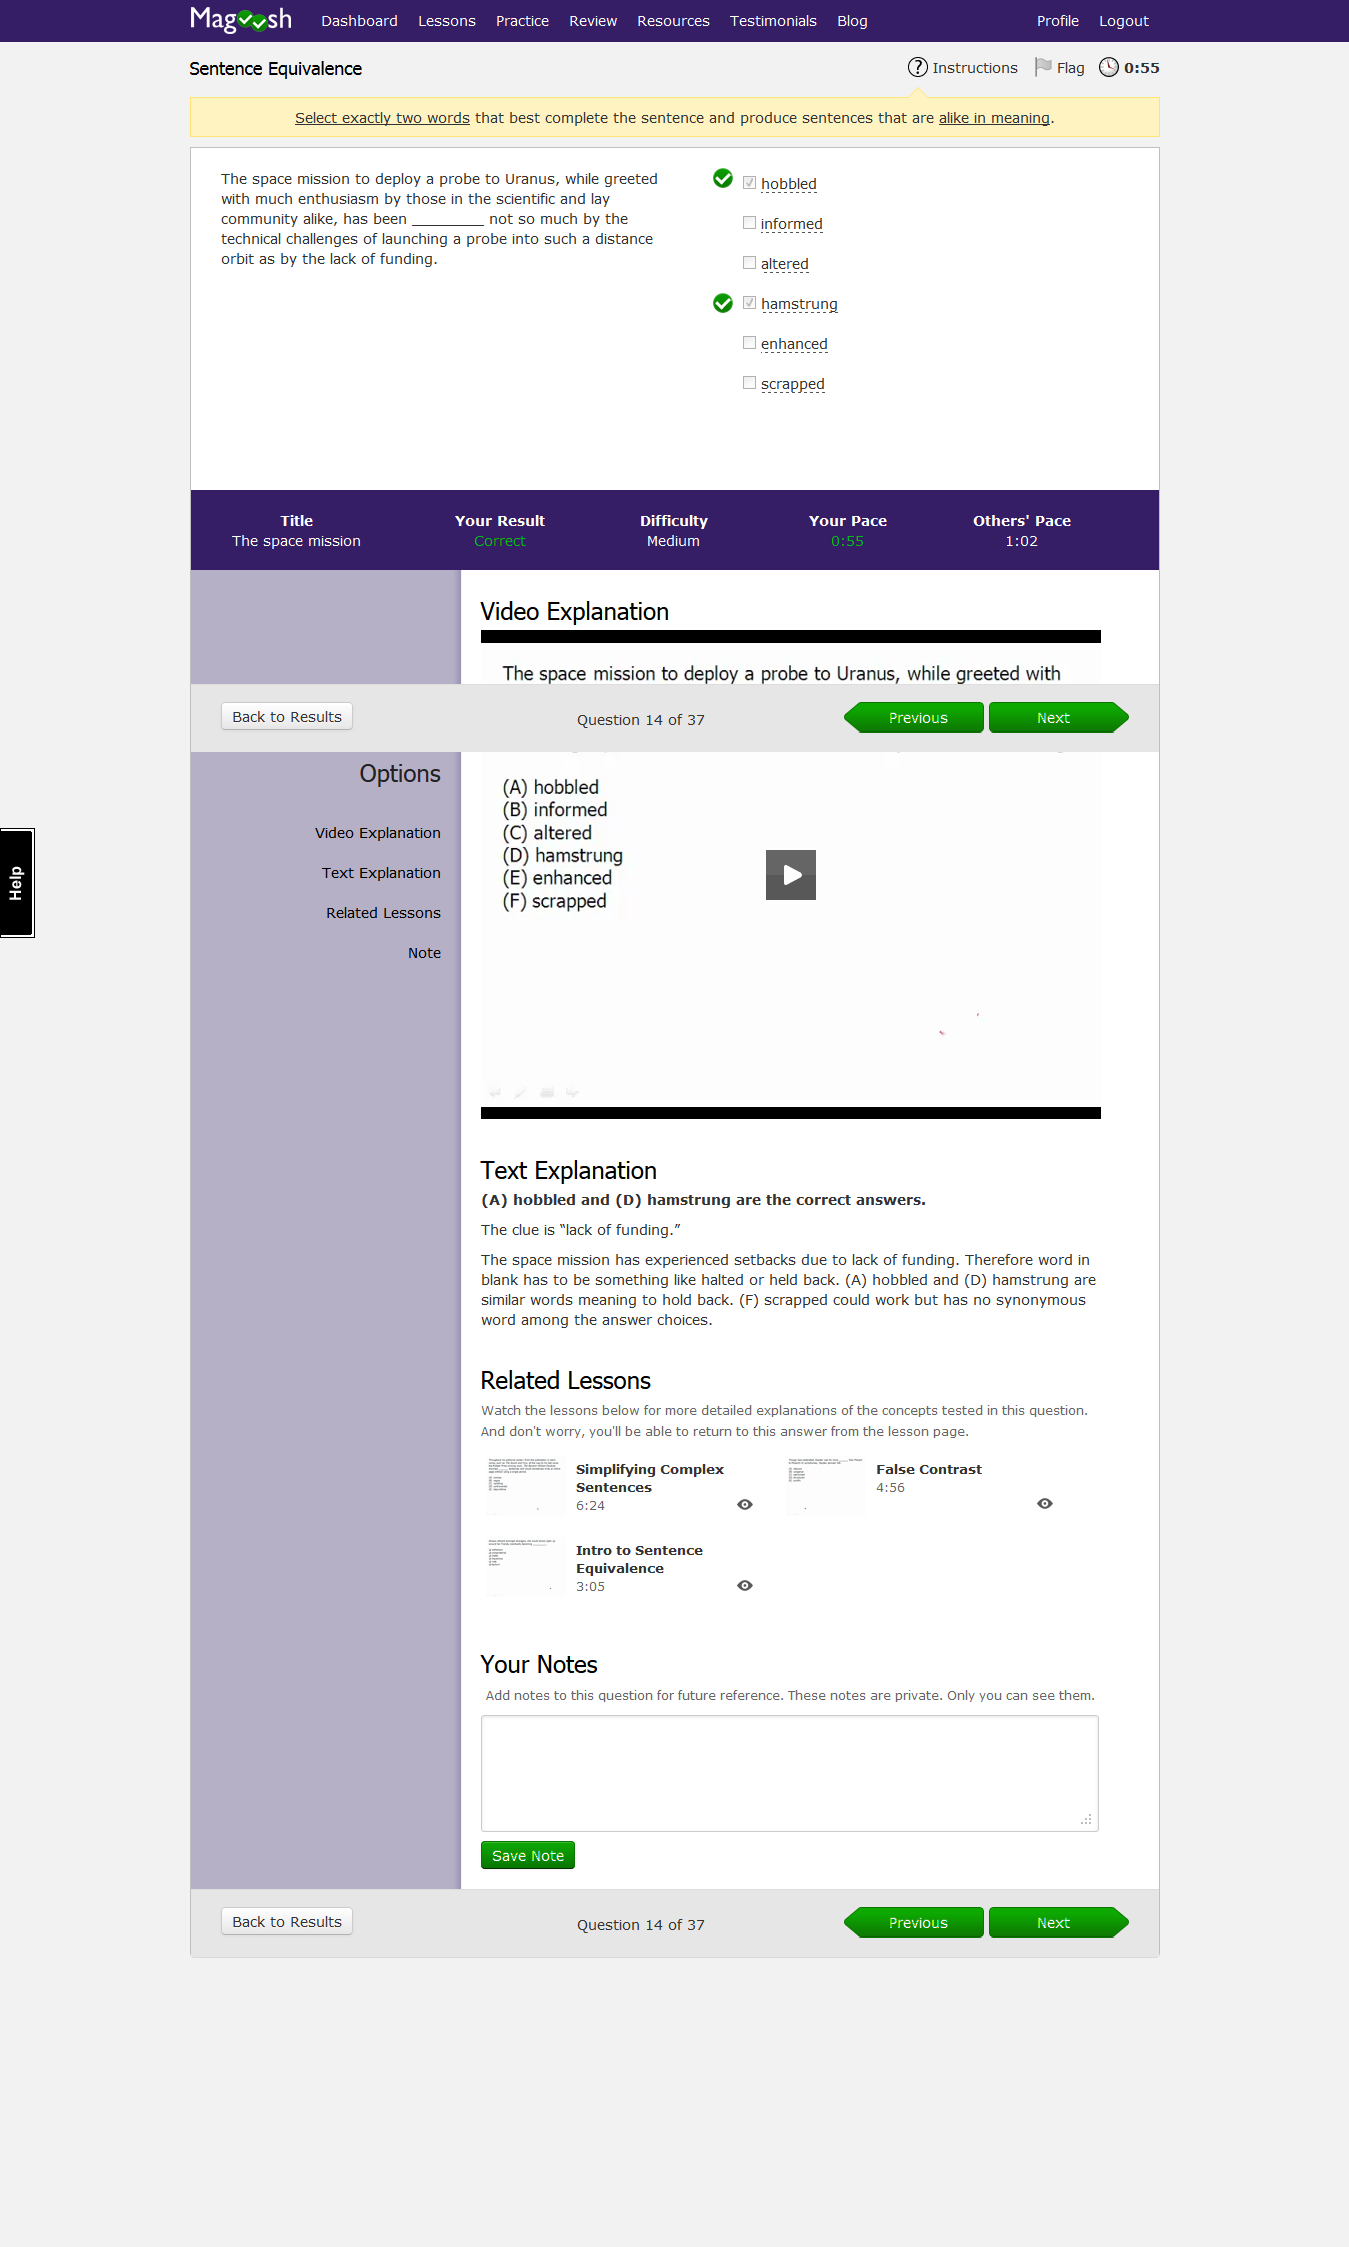 Magoosh Dashboard Lessons Practice Review Resources Testimonials Blog Profile Logout
Sentence Equivalence
Instructions Flag 0:55
Select exactly two words that best complete the sentence and produce sentences that are alike in meaning.
The space mission to deploy a probe to Uranus, while greeted
with much enthusiasm by those in the scientific and lay
community alike, has been ________ not so much by the
technical challenges of launching a probe into such a distance
orbit as by the lack of funding.
hobbled
informed
altered
hamstrung
enhanced
scrapped
Title Your Result Difficulty Your Pace Others' Pace
The space mission Correct Medium 0:55 1:02
Video Explanation
The space mission to deploy a probe to Uranus, while greeted with
Back to Results Question 14 of 37 Previous Next
Options
Video Explanation
Text Explanation
Related Lessons
Note
(A) hobbled
(B) informed
(C) altered
(D) hamstrung
(E) enhanced
(F) scrapped
Help
Text Explanation
(A) hobbled and (D) hamstrung are the correct answers.
The clue is “lack of funding.”
The space mission has experienced setbacks due to lack of funding. Therefore word in
blank has to be something like halted or held back. (A) hobbled and (D) hamstrung are
similar words meaning to hold back. (F) scrapped could work but has no synonymous
word among the answer choices.
Related Lessons
Watch the lessons below for more detailed explanations of the concepts tested in this question.
And don't worry, you'll be able to return to this answer from the lesson page.
Simplifying Complex
Sentences
6:24
False Contrast
4:56
Intro to Sentence
Equivalence
3:05
Your Notes
Add notes to this question for future reference. These notes are private. Only you can see them.
Save Note
Back to Results Question 14 of 37 Previous Next